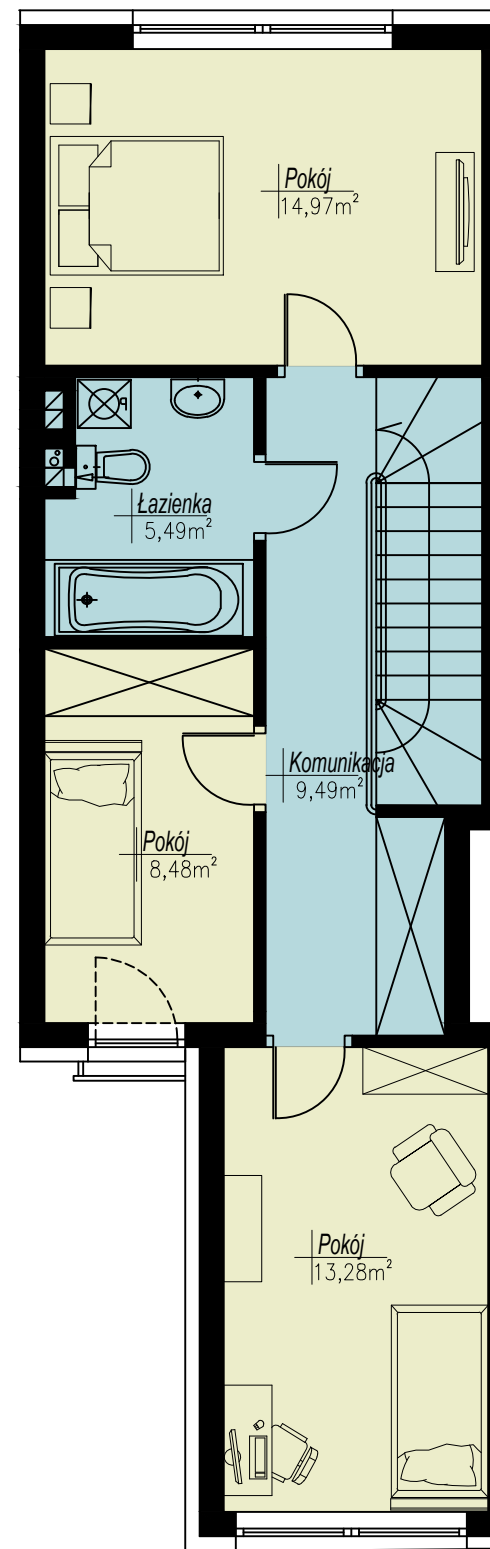 Pokój
14,97m²
Łazienka
5,49m²
Komunikacja
9,49m²
Pokój
8,48m²
Pokój
13,28m²